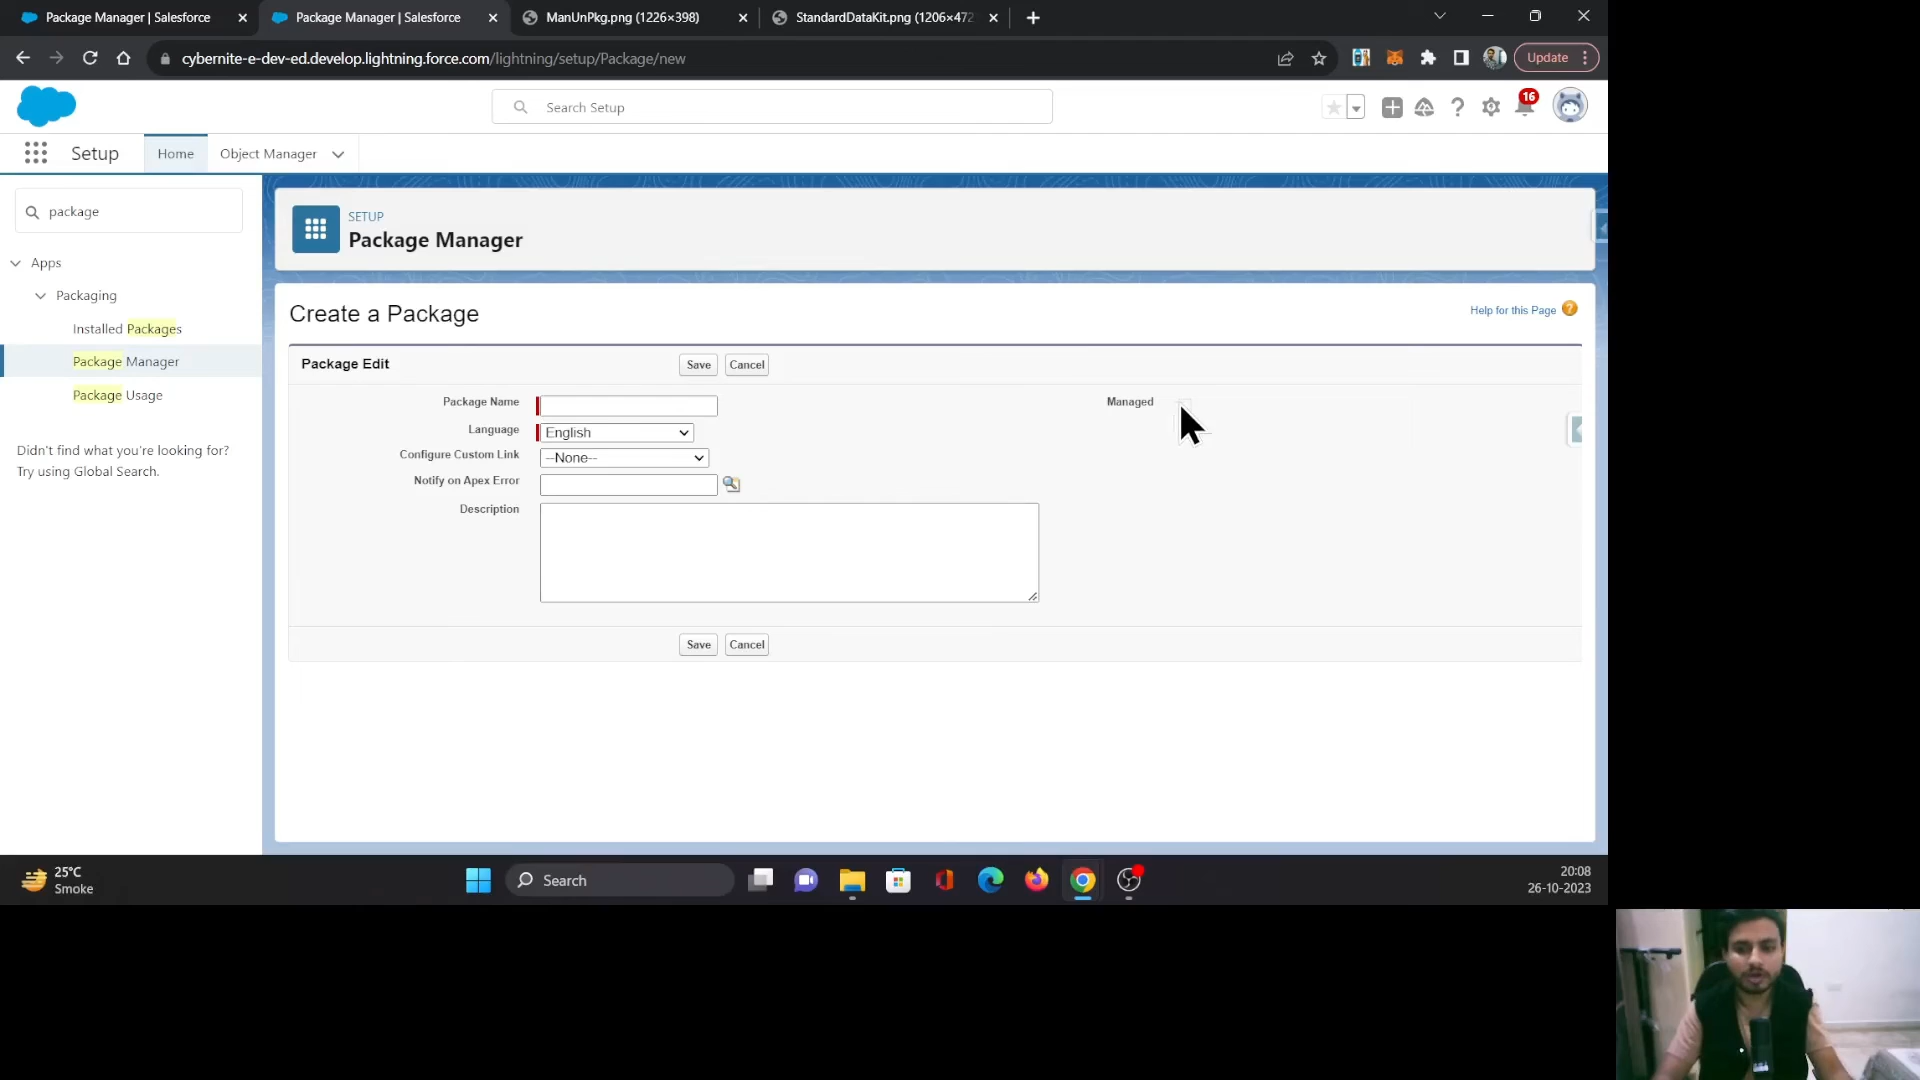 Package Manager | Salesforce
Package Manager | Salesforce
ManUnPkg.png (1226×398)
StandardDataKit.png (1206×472
cybernite-e-dev-ed.develop.lightning.force.com/lightning/setup/Package/new
Update
Search Setup
16
Setup
Home
Object Manager
package
Apps
Packaging
Installed Packages
Package Manager
Package Usage
Didn't find what you're looking for?
Try using Global Search.
SETUP
Package Manager
Create a Package
Help for this Page
Package Edit
Save
Cancel
Package Name
Managed
Language
English
Configure Custom Link
--None--
Notify on Apex Error
Description
Save
Cancel
25°C
Smoke
Search
20:08
26-10-2023